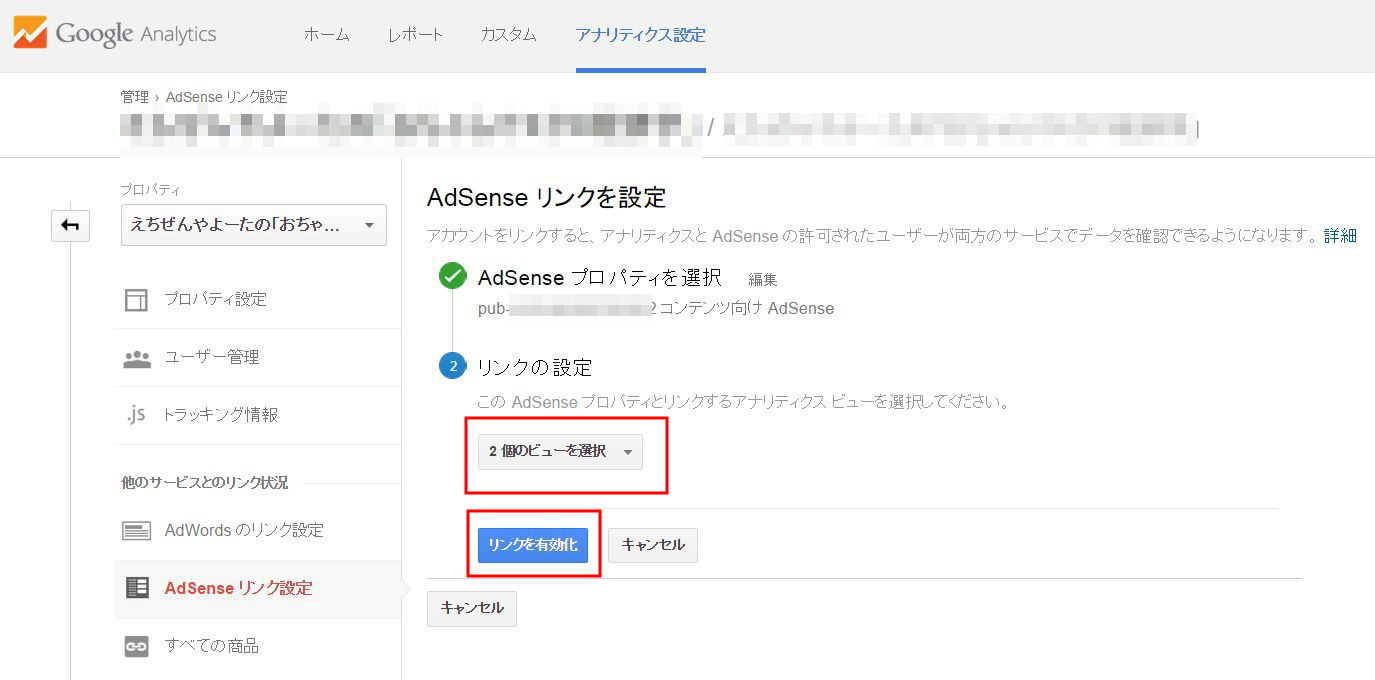 Google Analytics
ホーム レポート カスタム アナリティクス設定
管理 › AdSense リンク設定
/
プロパティ
えちぜんやよーたの「おちゃ...
プロパティ設定
ユーザー管理
.js トラッキング情報
他のサービスとのリンク状況
AdWords のリンク設定
AdSense リンク設定
すべての商品
AdSense リンクを設定
アカウントをリンクすると、アナリティクスと AdSense の許可されたユーザーが両方のサービスでデータを確認できるようになります。詳細
AdSense プロパティを選択 編集
pub- 2 コンテンツ向け AdSense
2 リンクの設定
この AdSense プロパティとリンクするアナリティクス ビューを選択してください。
2 個のビューを選択
リンクを有効化 キャンセル
キャンセル